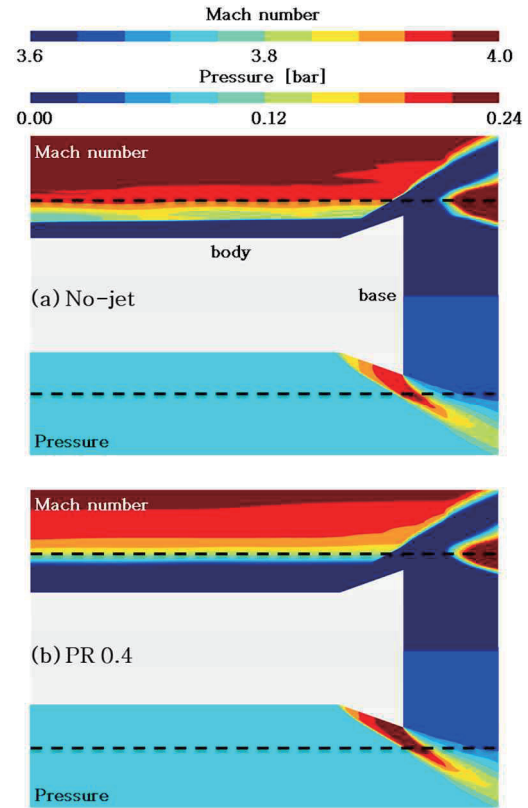 Mach number
3.6 3.8 4.0
Pressure [bar]
0.00 0.12 0.24
Mach number
body
(a) No-jet
base
Pressure
Mach number
(b) PR 0.4
Pressure